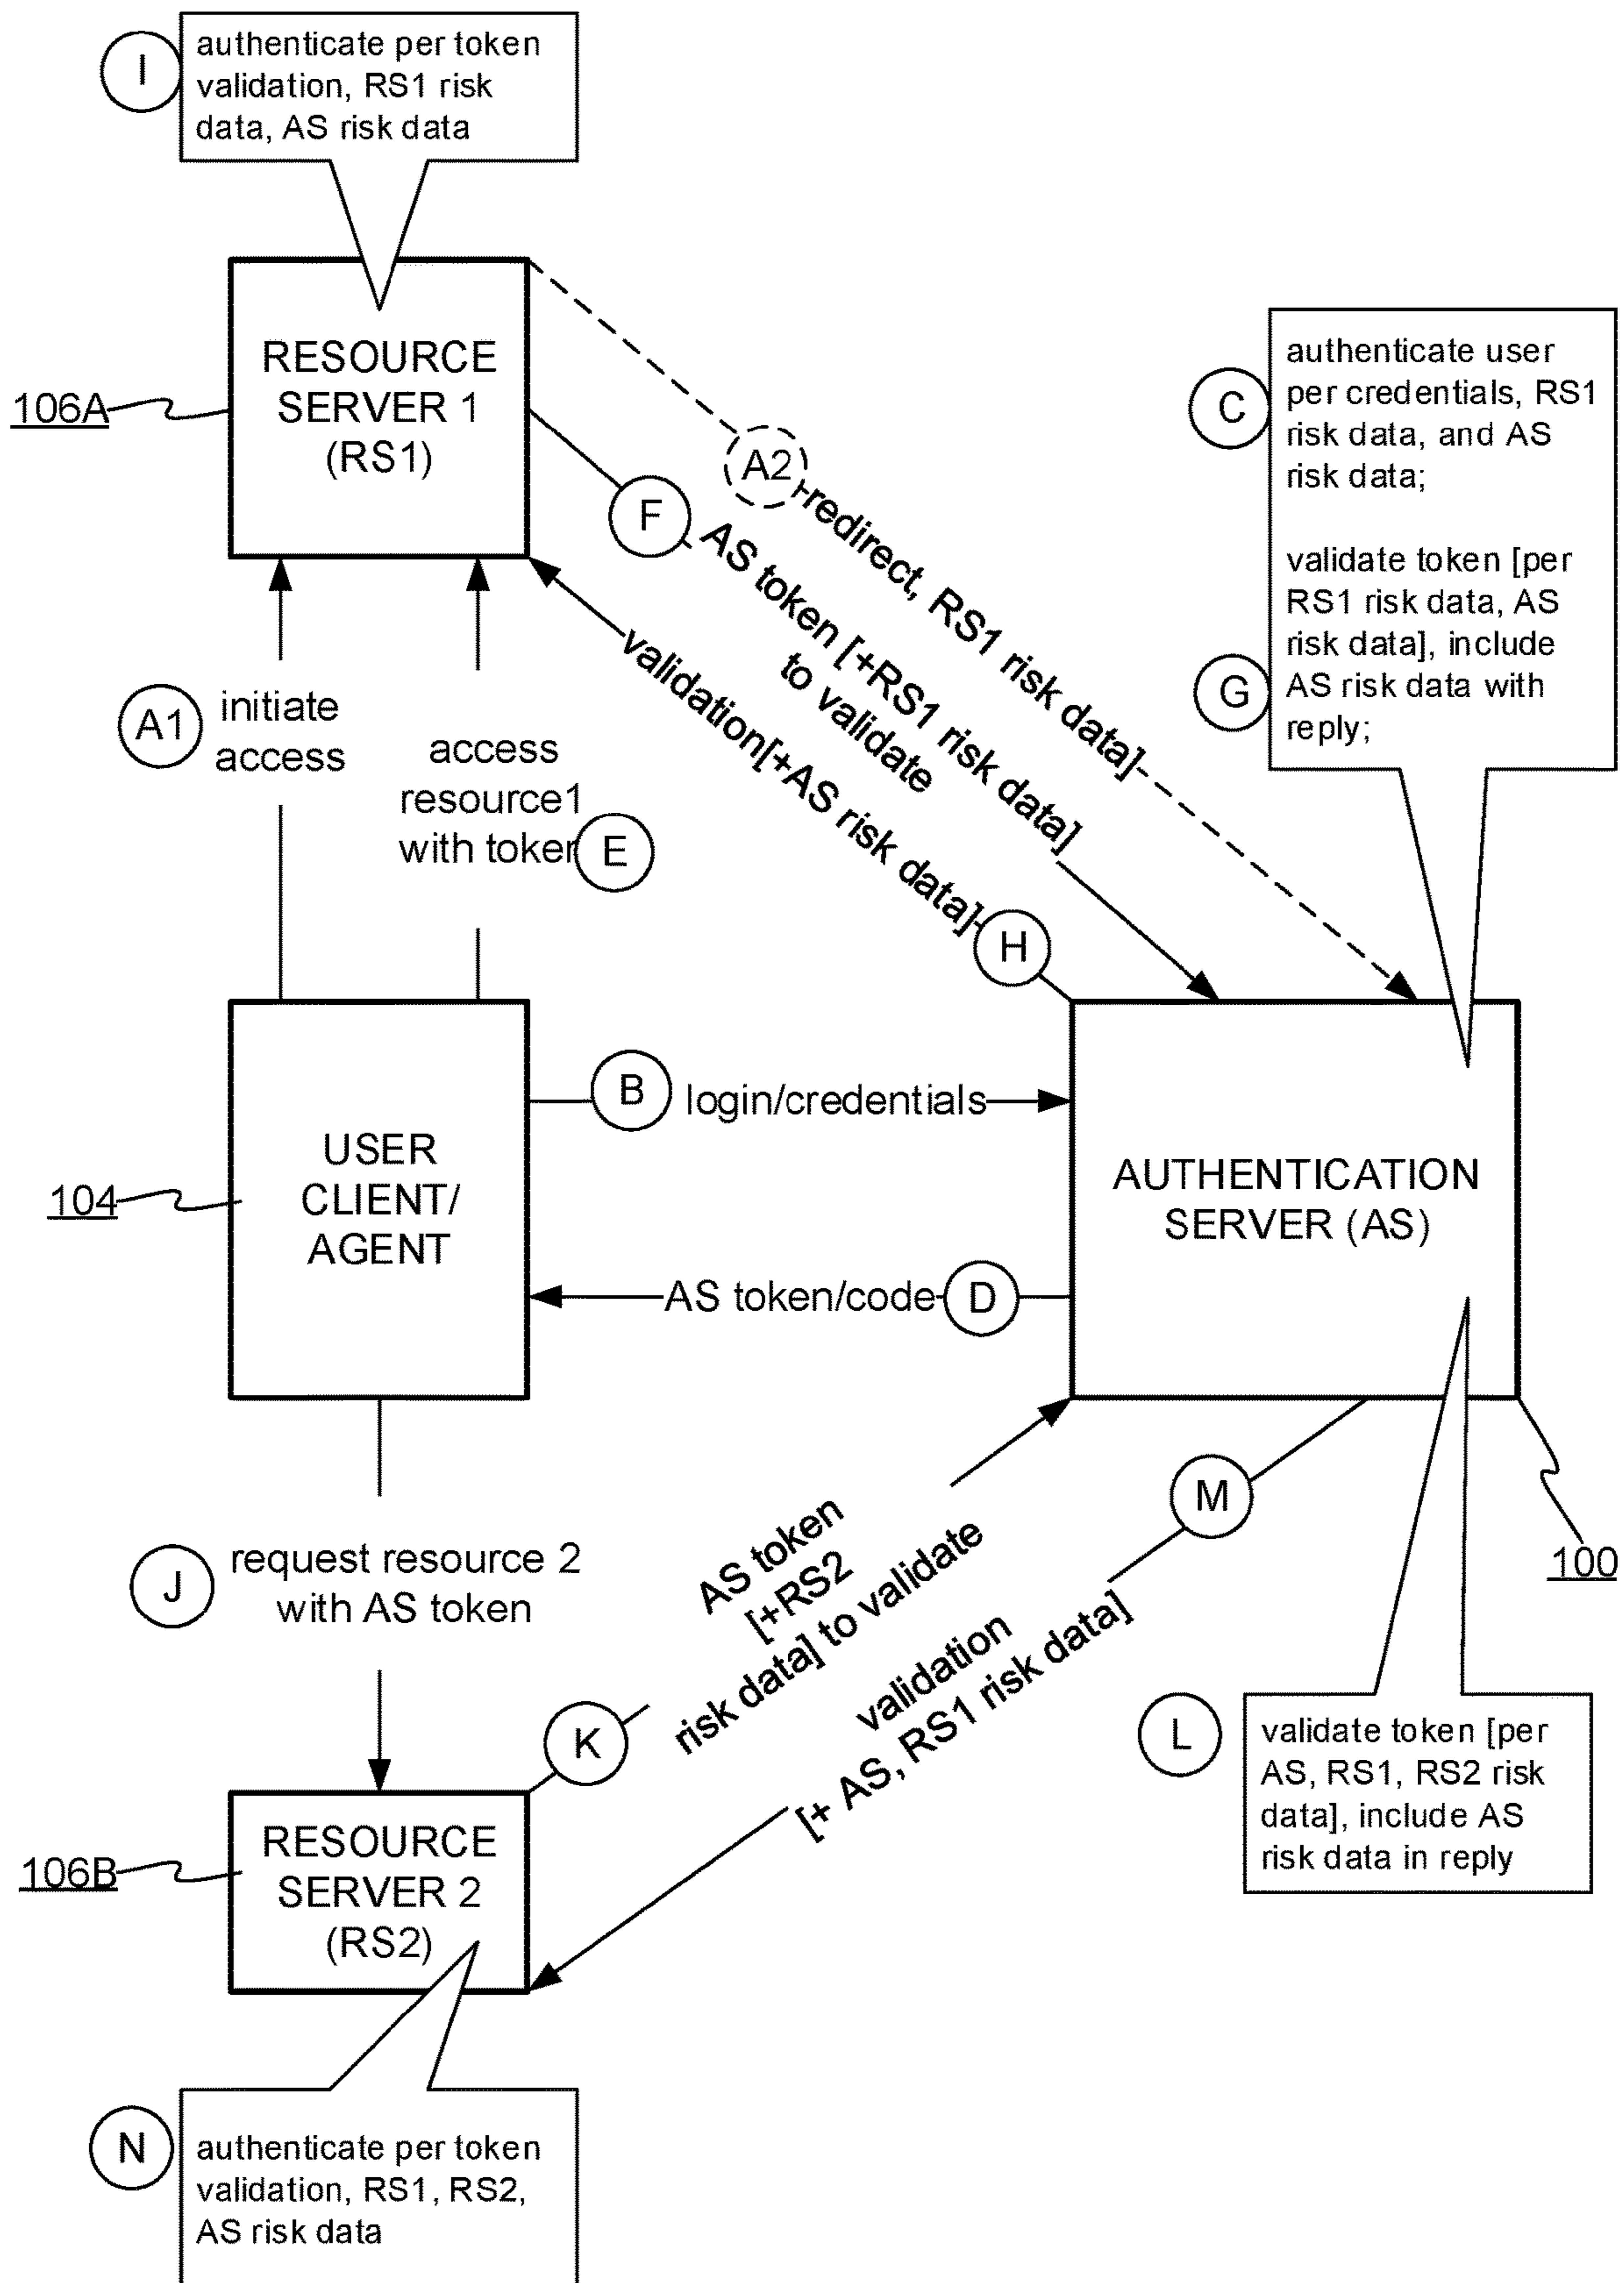 I
authenticate per token
validation, RS1 risk
data, AS risk data
RESOURCE
SERVER 1
(RS1)
106A
A2
redirect, RS1 risk data]
F
AS token [+RS1 risk data]
to validate
validation[+AS risk data]
H
C
authenticate user
per credentials, RS1
risk data, and AS
risk data;
G
validate token [per
RS1 risk data, AS
risk data], include
AS risk data with
reply;
A1
initiate
access
access
resource1
with token
E
USER
CLIENT/
AGENT
104
B
login/credentials
AS token/code
D
AUTHENTICATION
SERVER (AS)
100
J
request resource 2
with AS token
K
AS token
[+RS2
risk data] to validate
M
validation
[+ AS, RS1 risk data]
L
validate token [per
AS, RS1, RS2 risk
data], include AS
risk data in reply
RESOURCE
SERVER 2
(RS2)
106B
N
authenticate per token
validation, RS1, RS2,
AS risk data